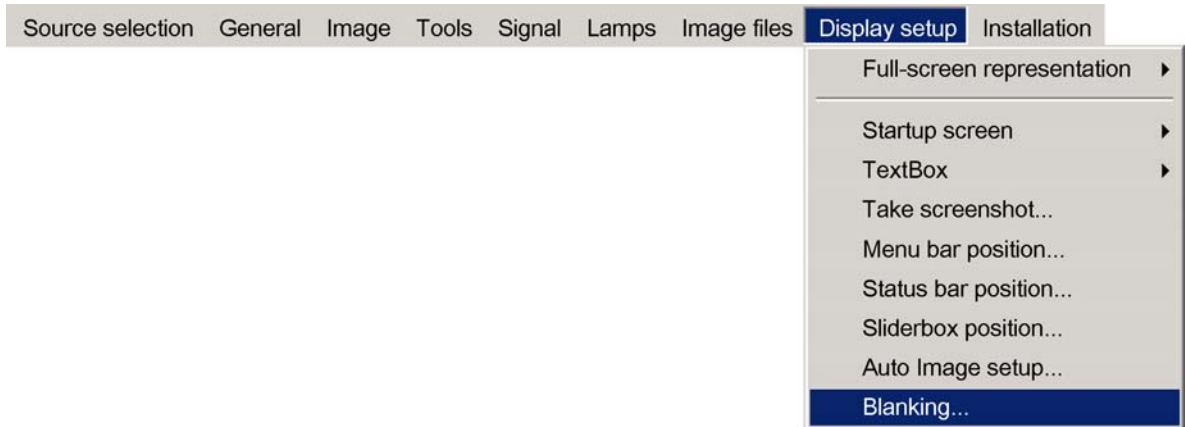 Source selection General Image Tools Signal Lamps Image files Display setup Installation
Full-screen representation
Startup screen
TextBox
Take screenshot...
Menu bar position...
Status bar position...
Sliderbox position...
Auto Image setup...
Blanking...